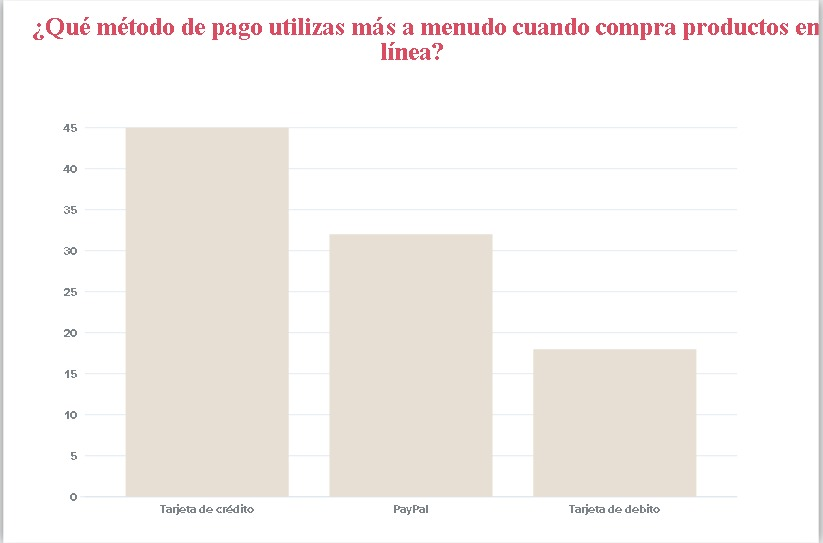 ¿Qué método de pago utilizas más a menudo cuando compra productos en
línea?
45
40
35
30
25
20
15
10
5
0
Tarjeta de crédito
PayPal
Tarjeta de debito